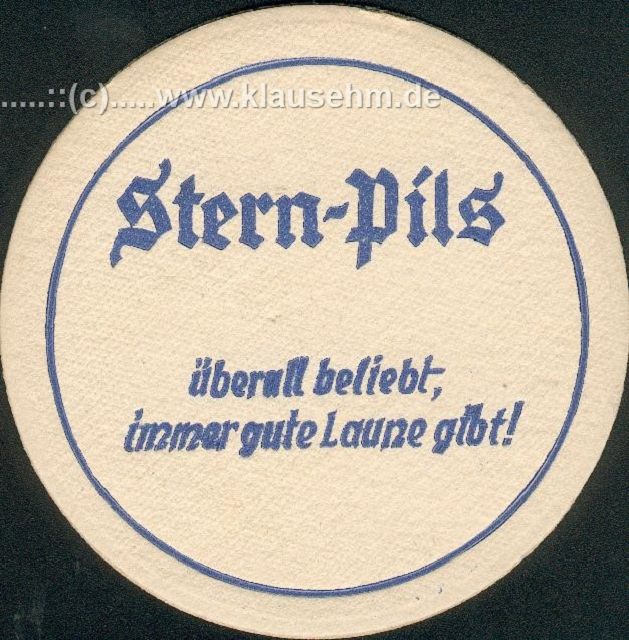 .....::(c).....www.klausehm.de
Stern-Pils
überall beliebt,
immer gute Laune gibt!